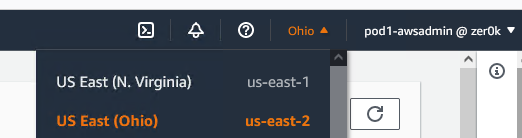 Ohio pod1-awsadmin @ zer0k
US East (N. Virginia) us-east-1
US East (Ohio) us-east-2